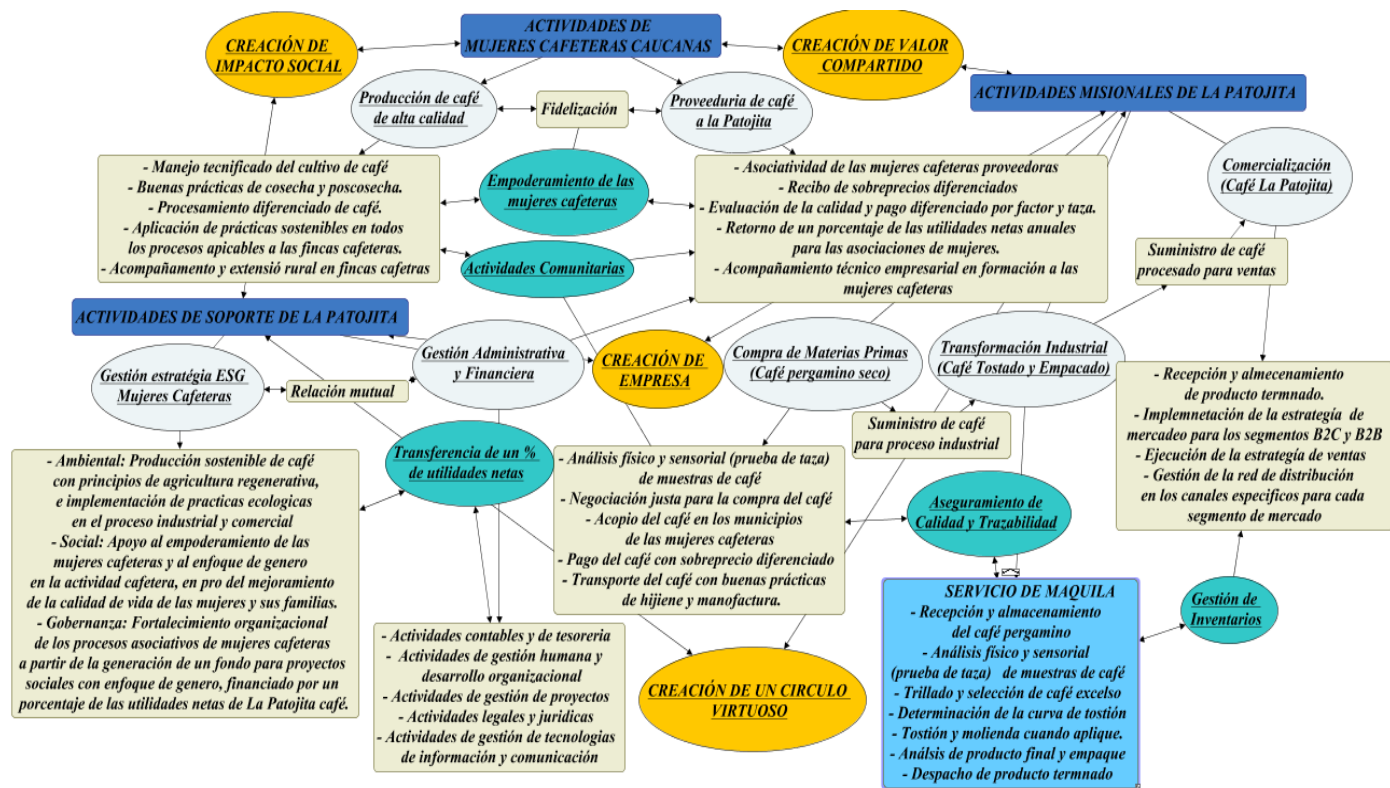 CREACIÓN DE
IMPACTO SOCIAL
ACTIVIDADES DE
MUJERES CAFETERAS CAUCANAS
CREACIÓN DE VALOR
COMPARTIDO
ACTIVIDADES MISIONALES DE LA PATOJITA
Producción de café
de alta calidad
Fidelización
Proveeduria de café
a la Patojita
Comercialización
(Café La Patojita)
- Manejo tecnificado del cultivo de café
- Buenas prácticas de cosecha y poscosecha.
- Procesamiento diferenciado de café.
- Aplicación de prácticas sostenibles en todos
los procesos apicables a las fincas cafeteras.
- Acompañamento y extensió rural en fincas cafetras
Empoderamiento de las
mujeres cafeteras
Actividades Comunitarias
- Asociatividad de las mujeres cafeteras proveedoras
- Recibo de sobreprecios diferenciados
- Evaluación de la calidad y pago diferenciado por factor y taza.
- Retorno de un porcentaje de las utilidades netas anuales
para las asociaciones de mujeres.
- Acompañamiento técnico empresarial en formación a las
mujeres cafeteras
Suministro de café
procesado para ventas
ACTIVIDADES DE SOPORTE DE LA PATOJITA
Gestión estratégia ESG
Mujeres Cafeteras
Relación mutual
Gestión Administrativa
y Financiera
CREACIÓN DE
EMPRESA
Compra de Materias Primas
(Café pergamino seco)
Transformación Industrial
(Café Tostado y Empacado)
Suministro de café
para proceso industrial
- Recepción y almecenamiento
de producto termnado.
- Implemnetación de la estrategía de
mercadeo para los segmentos B2C y B2B
- Ejecución de la estrategía de ventas
- Gestión de la red de distribución
en los canales especificos para cada
segmento de mercado
- Ambiental: Producción sostenible de café
con principios de agricultura regenerativa,
e implementación de practicas ecologicas
en el proceso industrial y comercial
- Social: Apoyo al empoderamiento de las
mujeres cafeteras y al enfoque de genero
en la actividad cafetera, en pro del mejoramiento
de la calidad de vida de las mujeres y sus familias.
- Gobernanza: Fortalecimiento organizacional
de los procesos asociativos de mujeres cafeteras
a partir de la generación de un fondo para proyectos
sociales con enfoque de genero, financiado por un
porcentaje de las utilidades netas de La Patojita café.
Transferencia de un %
de utilidades netas
- Análisis físico y sensorial (prueba de taza)
de muestras de café
- Negociación justa para la compra del café
- Acopio del café en los municipios
de las mujeres cafeteras
- Pago del café con sobreprecio diferenciado
- Transporte del café con buenas prácticas
de hijiene y manufactura.
Aseguramiento de
Calidad y Trazabilidad
- Actividades contables y de tesoreria
- Actividades de gestión humana y
desarrollo organizacional
- Actividades de gestión de proyectos
- Actividades legales y juridicas
- Actividades de gestión de tecnologias
de información y comunicación
CREACIÓN DE UN CIRCULO
VIRTUOSO
SERVICIO DE MAQUILA
- Recepción y almacenamiento
del café pergamino
- Análisis físico y sensorial
(prueba de taza) de muestras de café
- Trillado y selección de café excelso
- Determinación de la curva de tostión
- Tostión y molienda cuando aplique.
- Análsis de producto final y empaque
- Despacho de producto termnado
Gestión de
Inventarios